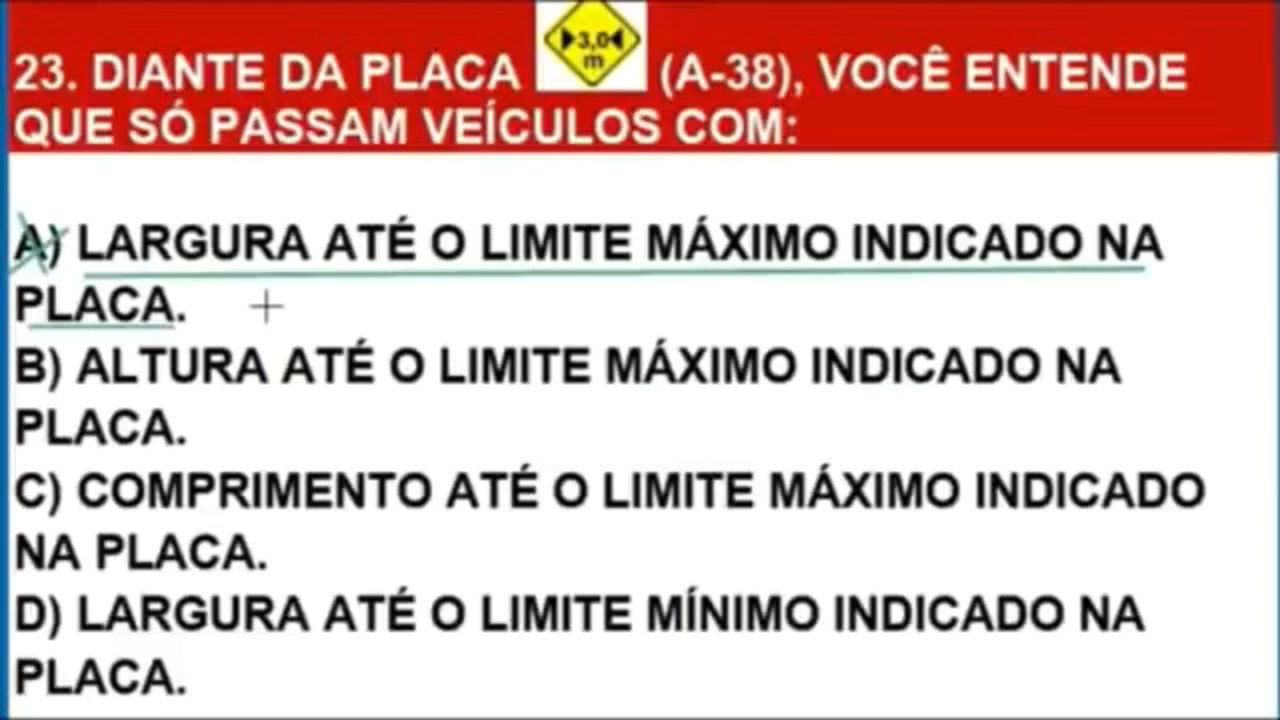 23. DIANTE DA PLACA 3,0 m (A-38), VOCÊ ENTENDE
QUE SÓ PASSAM VEÍCULOS COM:
A) LARGURA ATÉ O LIMITE MÁXIMO INDICADO NA
PLACA.
B) ALTURA ATÉ O LIMITE MÁXIMO INDICADO NA
PLACA.
C) COMPRIMENTO ATÉ O LIMITE MÁXIMO INDICADO
NA PLACA.
D) LARGURA ATÉ O LIMITE MÍNIMO INDICADO NA
PLACA.